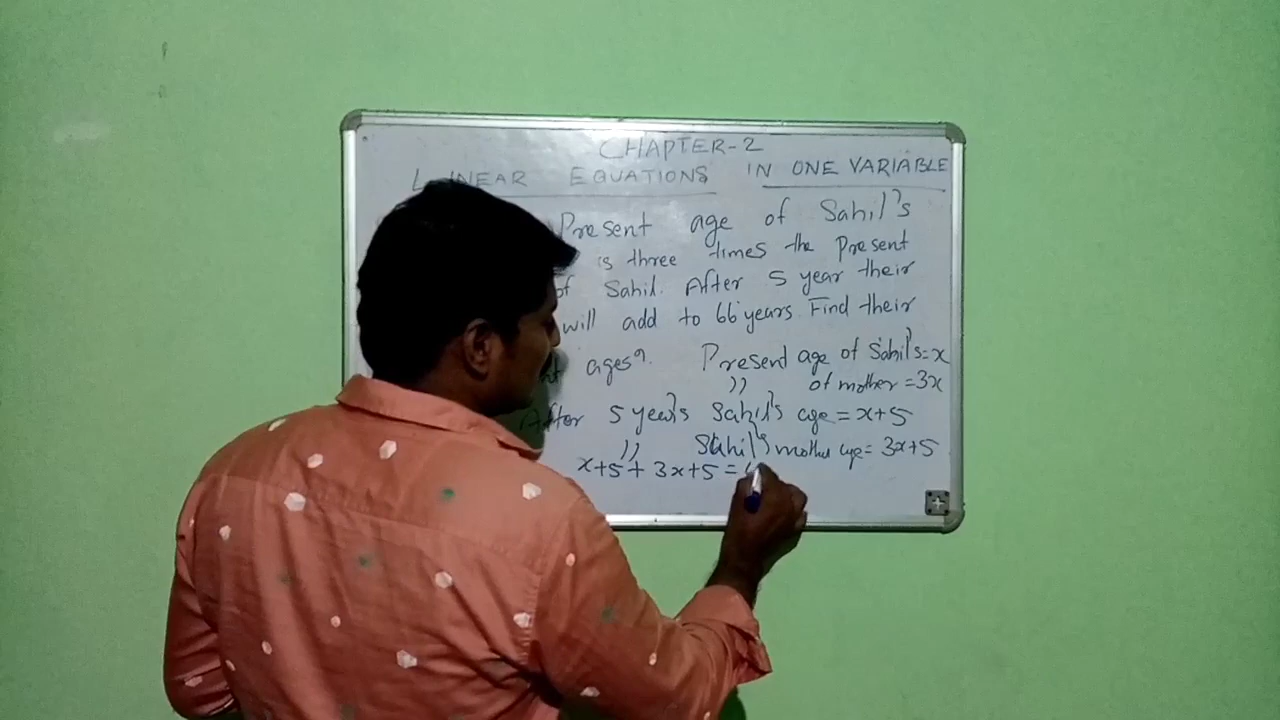 CHAPTER-2
LINEAR EQUATIONS IN ONE VARIABLE
Present age of Sahil's
is three times the Present
of Sahil. After 5 year their
will add to 66 years Find their
ages?. Present age of Sahil's=x
,, of mother =3x
After 5 years Sahil's age =x+5
,, Sahil's mother age= 3x+5
x+5+ 3x+5=